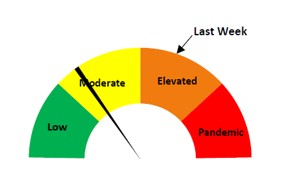 Last Week
Moderate
Elevated
Low
Pandemic